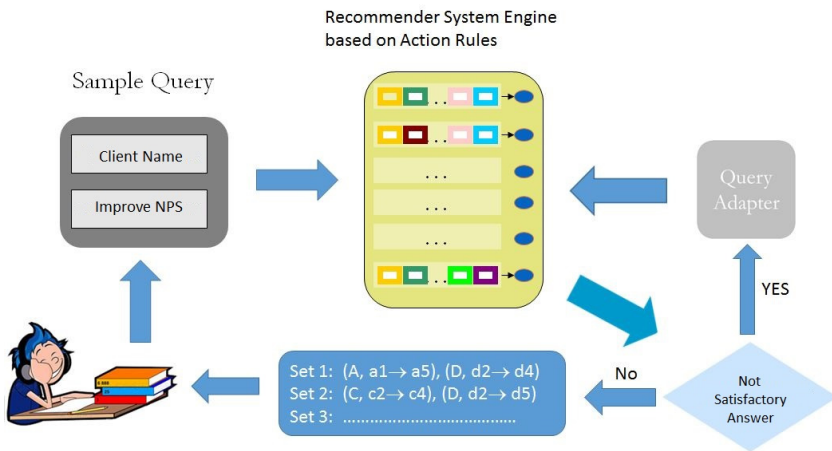 Recommender System Engine
based on Action Rules
Sample Query
Client Name
Improve NPS
. .
. .
. . .
. . .
. . .
. . .
Query
Adapter
YES
Not
Satisfactory
Answer
No
Set 1: (A, a1→ a5), (D, d2→ d4)
Set 2: (C, c2→ c4), (D, d2→ d5)
Set 3: ..........................................